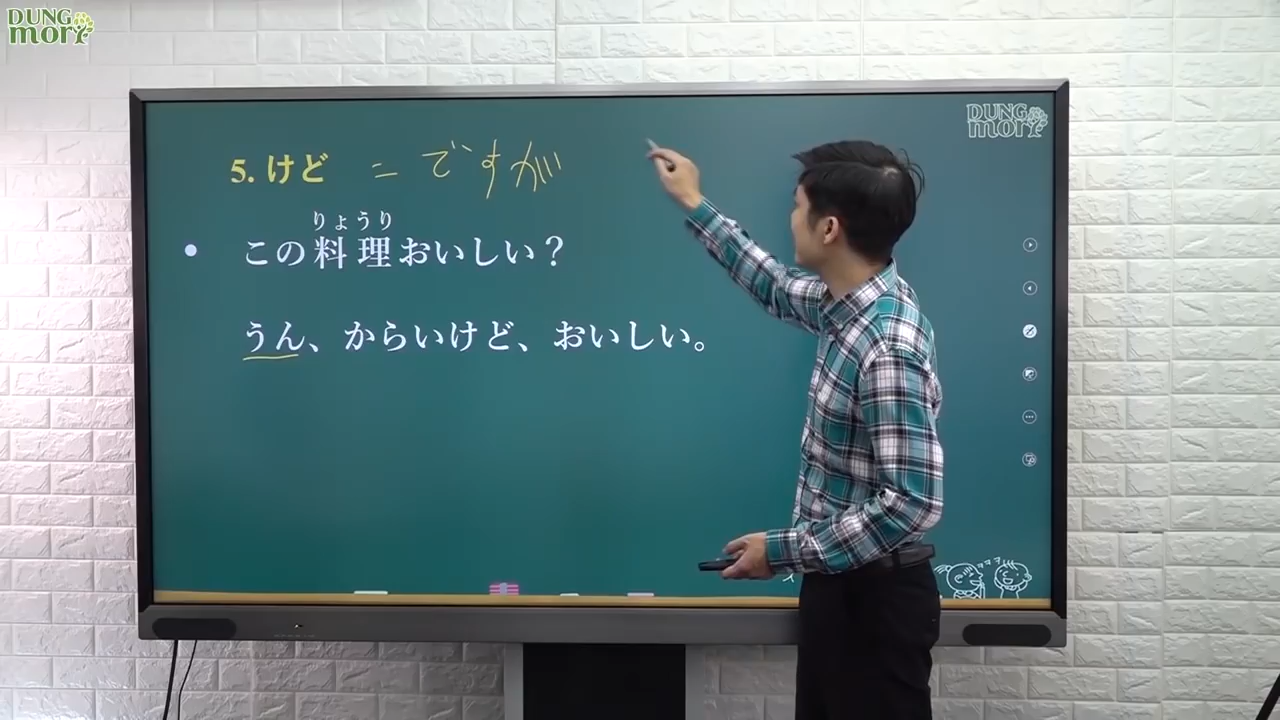 DUNG
mori
DUNG
mori
5. けど = ですが
りょうり
この料理おいしい？
うん、からいけど、おいしい。